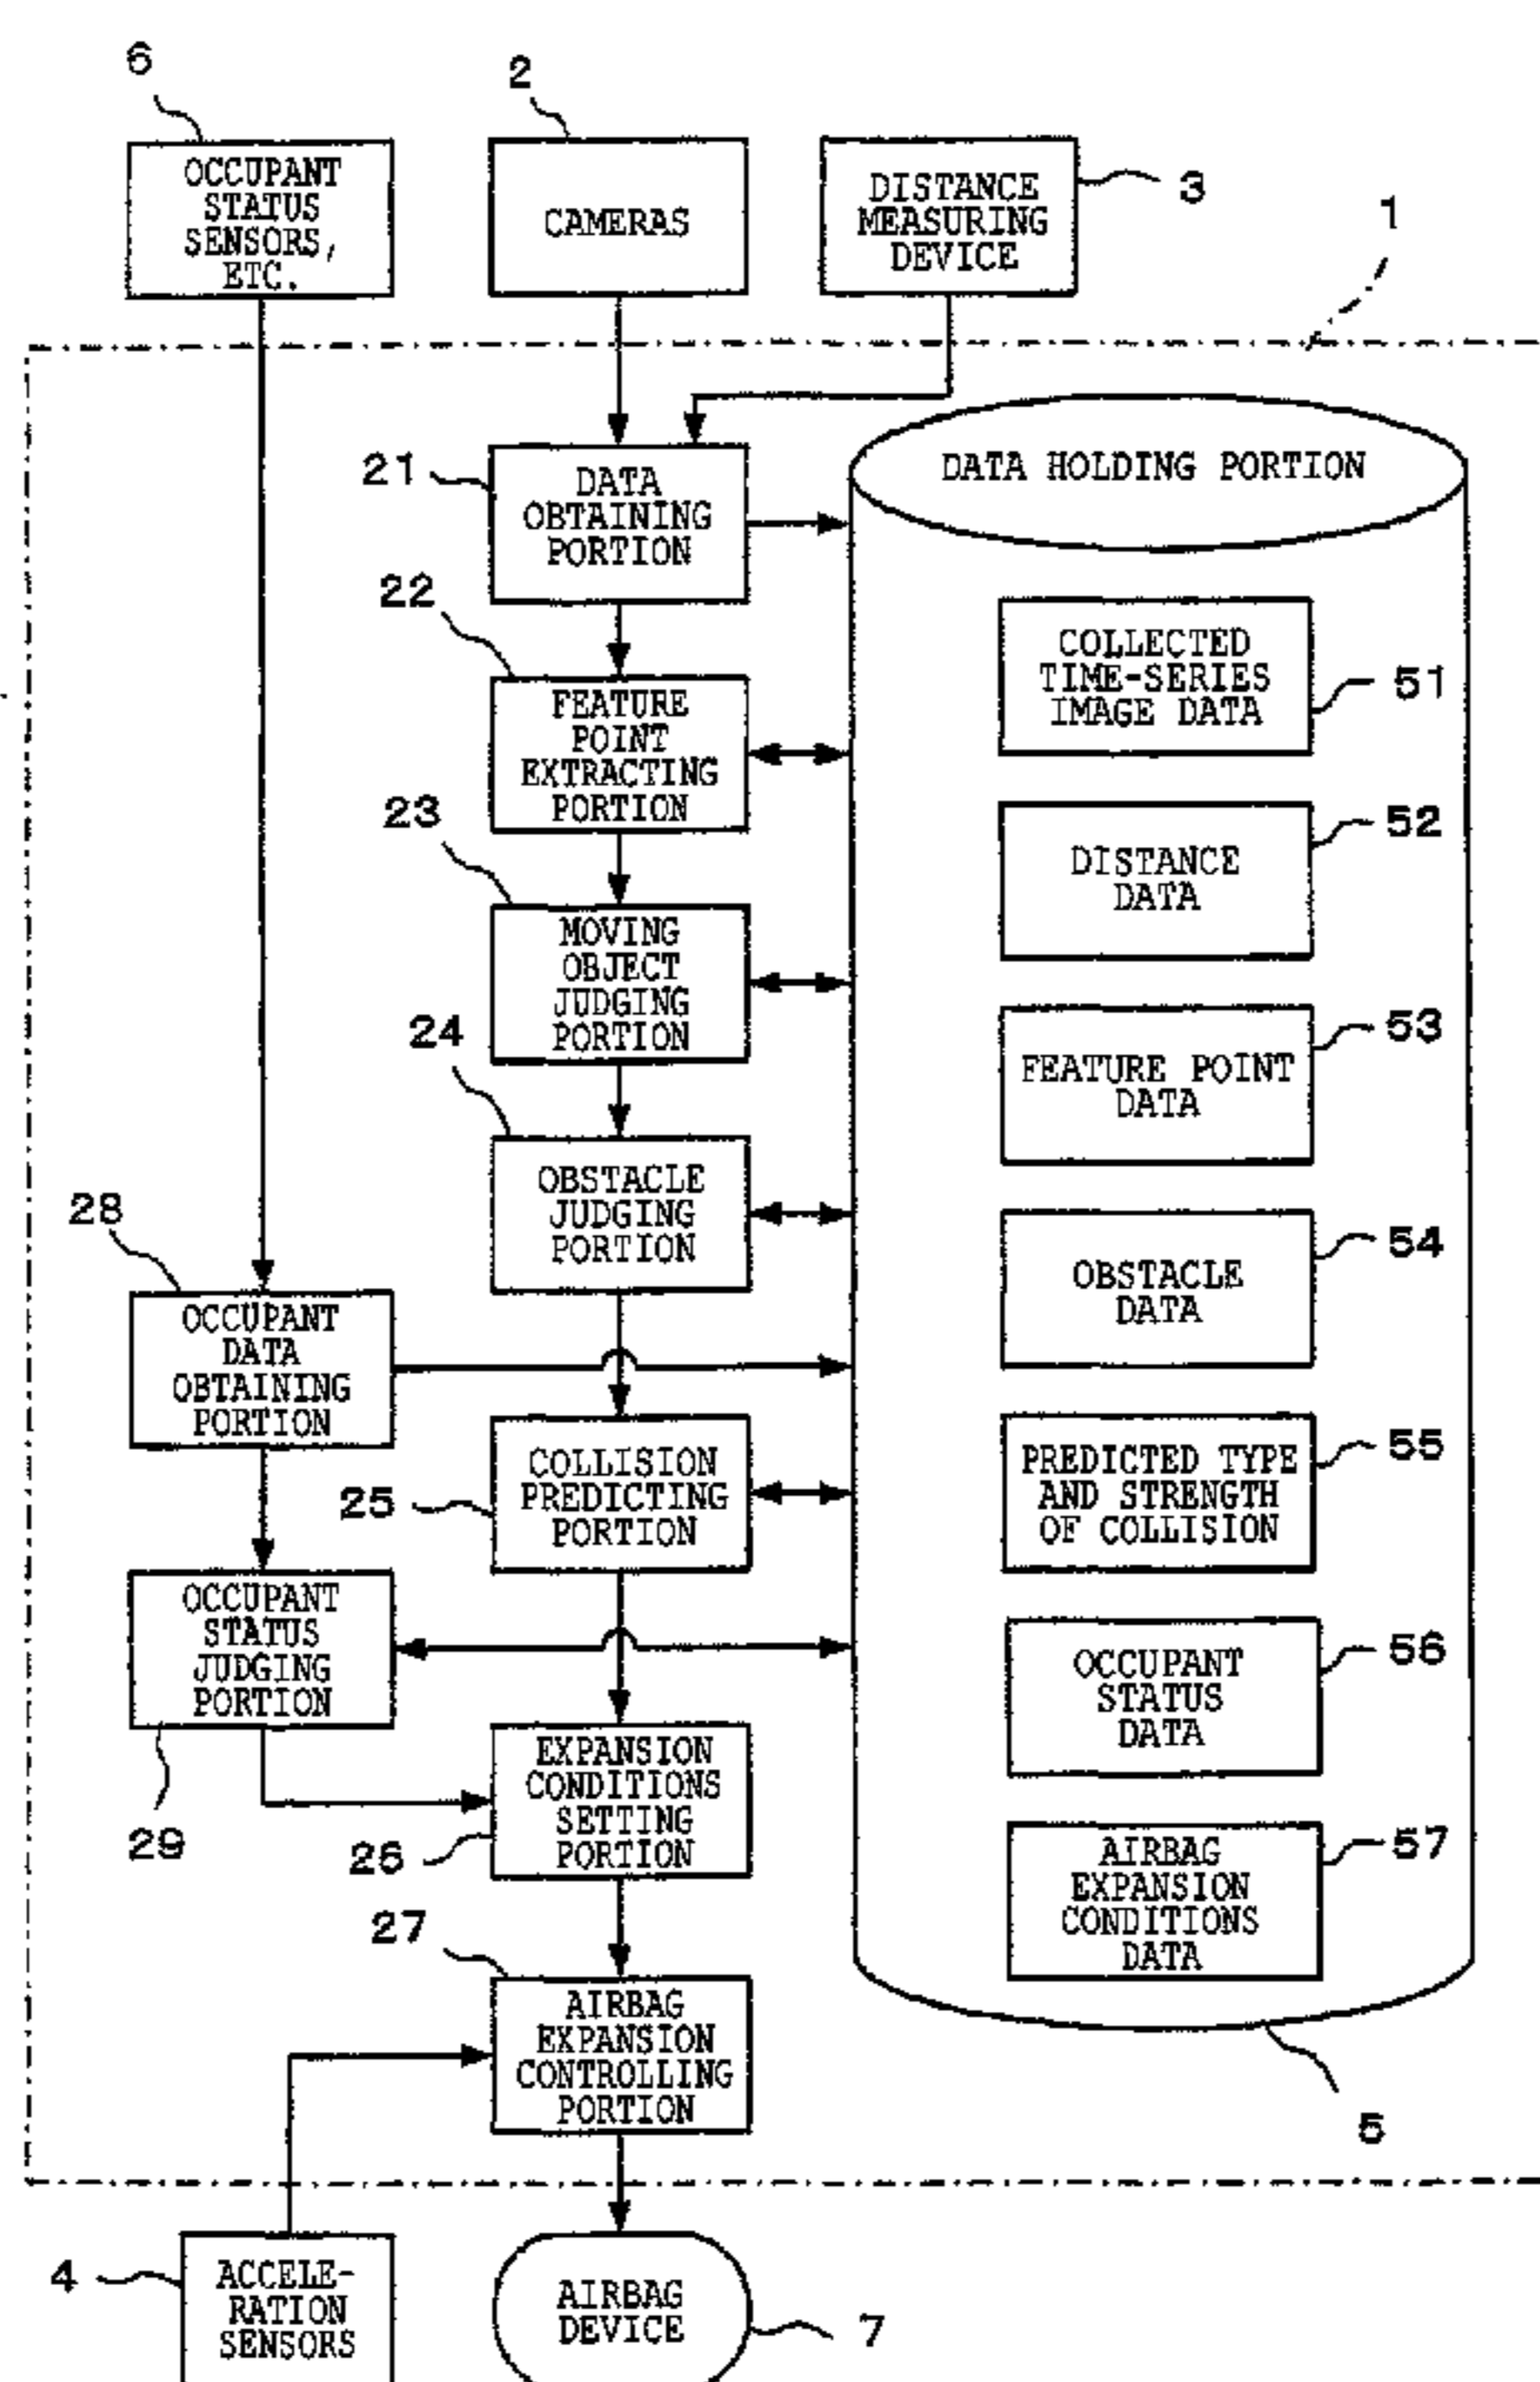 6
2
OCCUPANT
STATUS
SENSORS,
ETC.
CAMERAS
DISTANCE
MEASURING
DEVICE
3
1
21
DATA
OBTAINING
PORTION
DATA HOLDING PORTION
22
FEATURE
POINT
EXTRACTING
PORTION
COLLECTED
TIME-SERIES
IMAGE DATA
51
23
MOVING
OBJECT
JUDGING
PORTION
DISTANCE
DATA
52
24
OBSTACLE
JUDGING
PORTION
FEATURE POINT
DATA
53
28
OCCUPANT
DATA
OBTAINING
PORTION
OBSTACLE
DATA
54
25
COLLISION
PREDICTING
PORTION
PREDICTED TYPE
AND STRENGTH
OF COLLISION
55
OCCUPANT
STATUS
JUDGING
PORTION
29
OCCUPANT
STATUS
DATA
56
26
EXPANSION
CONDITIONS
SETTING
PORTION
AIRBAG
EXPANSION
CONDITIONS
DATA
57
27
AIRBAG
EXPANSION
CONTROLLING
PORTION
5
4
ACCELE-
RATION
SENSORS
AIRBAG
DEVICE
7